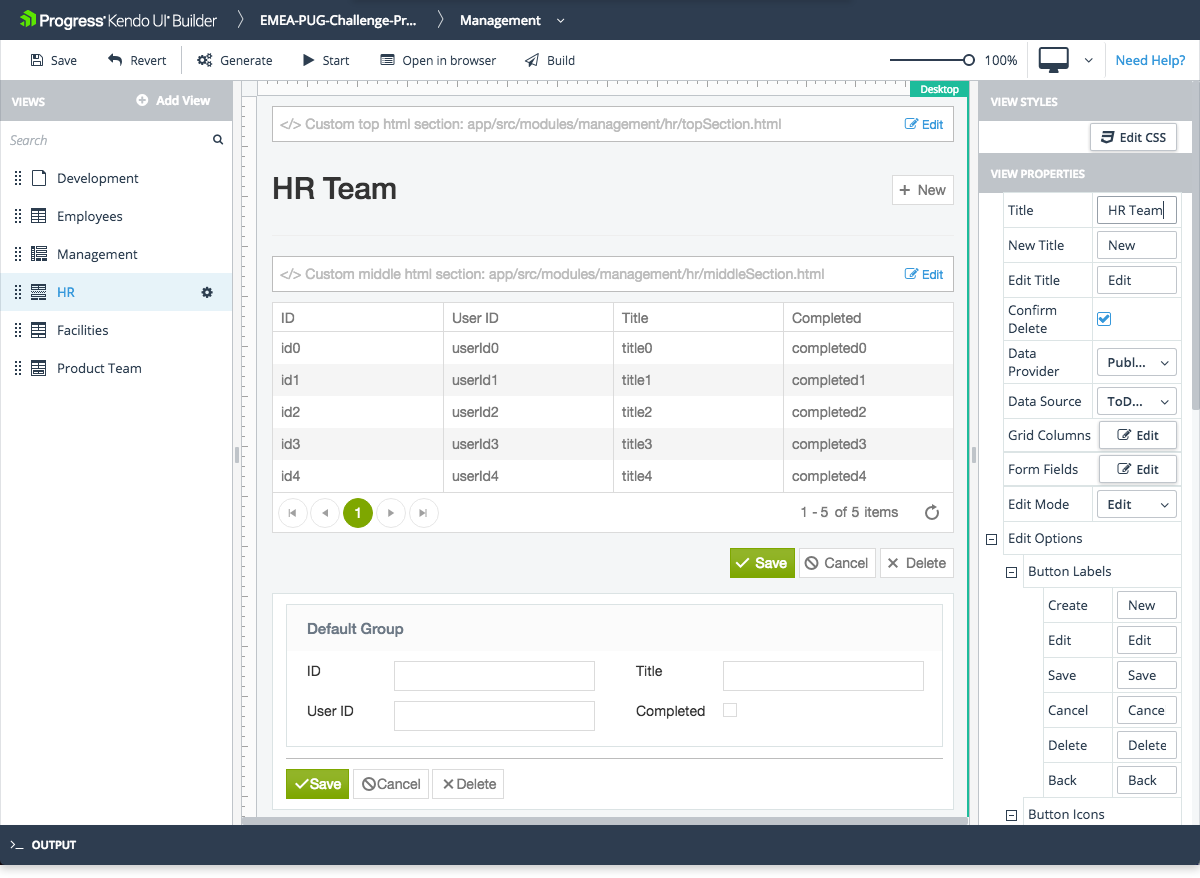 Progress® Kendo UI® Builder
EMEA-PUG-Challenge-Pr...
Management
Save
Revert
Generate
Start
Open in browser
Build
100%
Need Help?
VIEWS
Add View
Search
Development
Employees
Management
HR
Facilities
Product Team
Desktop
</> Custom top html section: app/src/modules/management/hr/topSection.html
Edit
HR Team
+ New
</> Custom middle html section: app/src/modules/management/hr/middleSection.html
Edit
ID User ID Title Completed
id0 userId0 title0 completed0
id1 userId1 title1 completed1
id2 userId2 title2 completed2
id3 userId3 title3 completed3
id4 userId4 title4 completed4
1
1 - 5 of 5 items
Save
Cancel
Delete
Default Group
ID
Title
User ID
Completed
Save
Cancel
Delete
VIEW STYLES
Edit CSS
VIEW PROPERTIES
Title HR Team
New Title New
Edit Title Edit
Confirm
Delete
Data
Provider
Publ...
Data Source ToD...
Grid Columns Edit
Form Fields Edit
Edit Mode Edit
Edit Options
Button Labels
Create New
Edit Edit
Save Save
Cancel Cance
Delete Delete
Back Back
Button Icons
>_ OUTPUT